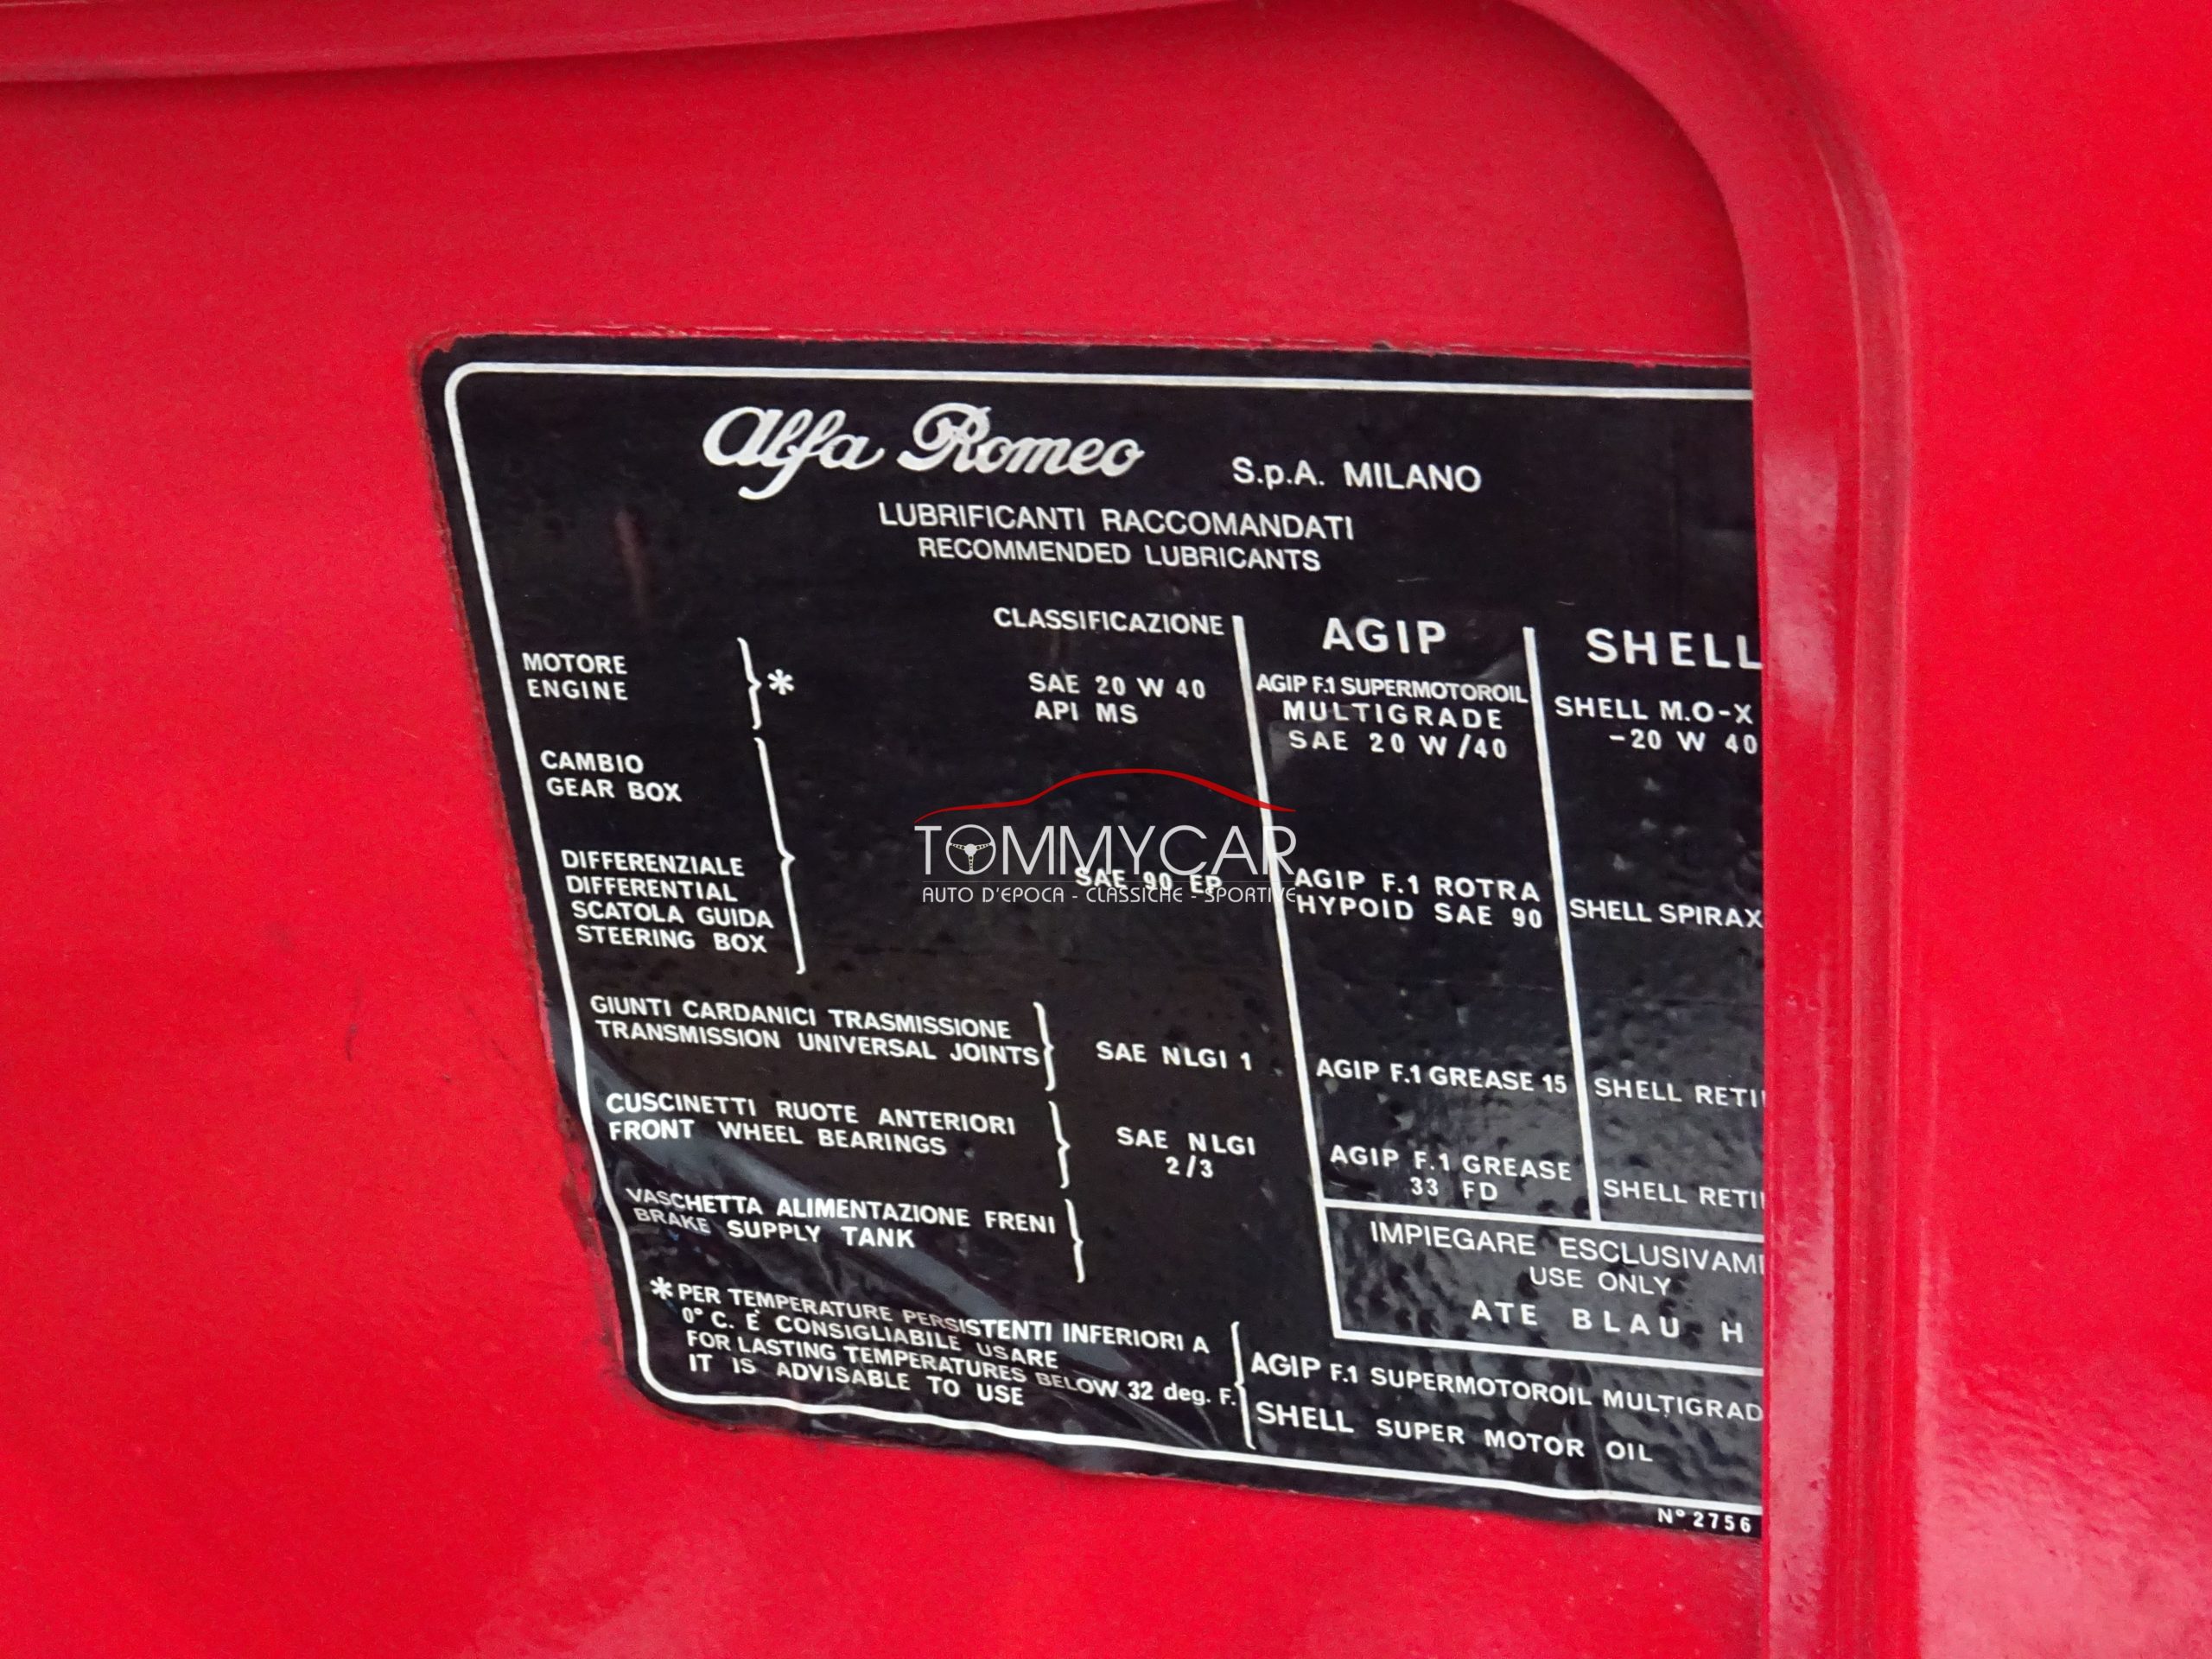 Alfa Romeo S.p.A. MILANO
LUBRIFICANTI RACCOMANDATI
RECOMMENDED LUBRICANTS
CLASSIFICAZIONE AGIP SHELL
MOTORE
ENGINE
*
SAE 20 W 40
API MS
AGIP F.1 SUPERMOTOROIL
MULTIGRADE
SAE 20 W/40
SHELL M.O-X
-20 W 40
CAMBIO
GEAR BOX
DIFFERENZIALE
DIFFERENTIAL
SCATOLA GUIDA
STEERING BOX
SAE 90 EP
AGIP F.1 ROTRA
HYPOID SAE 90
SHELL SPIRAX
TOMMYCAR
AUTO D'EPOCA - CLASSICHE - SPORTIVE
GIUNTI CARDANICI TRASMISSIONE
TRANSMISSION UNIVERSAL JOINTS
SAE NLGI 1
AGIP F.1 GREASE 15
SHELL RETI
CUSCINETTI RUOTE ANTERIORI
FRONT WHEEL BEARINGS
SAE NLGI
2/3
AGIP F.1 GREASE
33 FD
SHELL RETI
VASCHETTA ALIMENTAZIONE FRENI
BRAKE SUPPLY TANK
IMPIEGARE ESCLUSIVAM
USE ONLY
ATE BLAU H
* PER TEMPERATURE PERSISTENTI INFERIORI A
0° C. E' CONSIGLIABILE USARE
FOR LASTING TEMPERATURES BELOW 32 deg. F.
IT IS ADVISABLE TO USE
AGIP F.1 SUPERMOTOROIL MULTIGRAD
SHELL SUPER MOTOR OIL
N° 2756